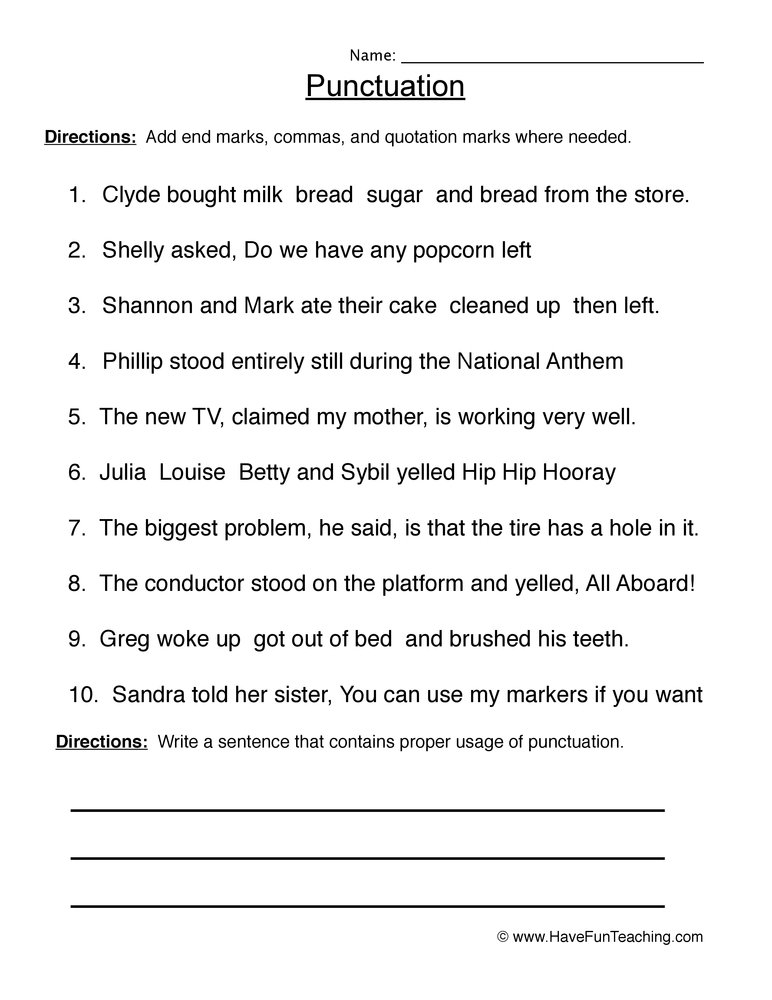 Name:
Punctuation
Directions: Add end marks, commas, and quotation marks where needed.
1. Clyde bought milk bread sugar and bread from the store.
2. Shelly asked, Do we have any popcorn left
3. Shannon and Mark ate their cake cleaned up then left.
4. Phillip stood entirely still during the National Anthem
5. The new TV, claimed my mother, is working very well.
6. Julia Louise Betty and Sybil yelled Hip Hip Hooray
7. The biggest problem, he said, is that the tire has a hole in it.
8. The conductor stood on the platform and yelled, All Aboard!
9. Greg woke up got out of bed and brushed his teeth.
10. Sandra told her sister, You can use my markers if you want
Directions: Write a sentence that contains proper usage of punctuation.
© www.HaveFunTeaching.com